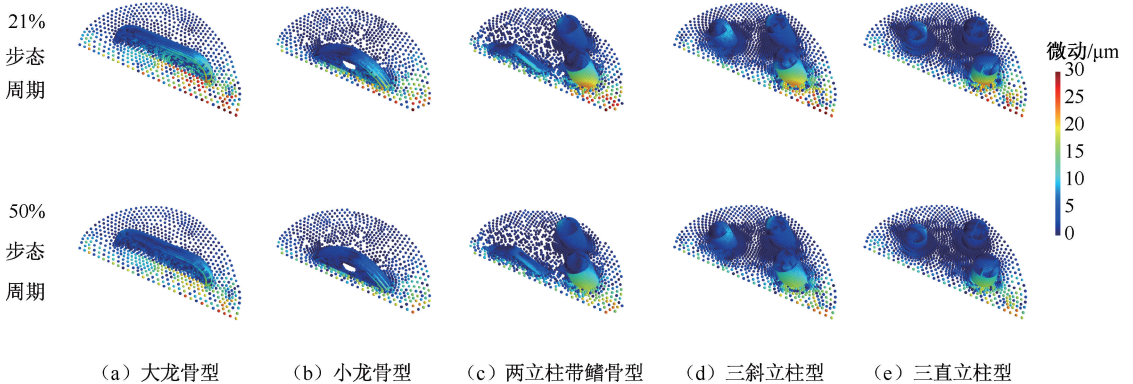 21%
步态
周期
微动/μm
30
20
15
10
5
0
50%
步态
周期
(a)大龙骨型
(b)小龙骨型
(c)两立柱带鳍骨型
(d)三斜立柱型
(e)三直立柱型